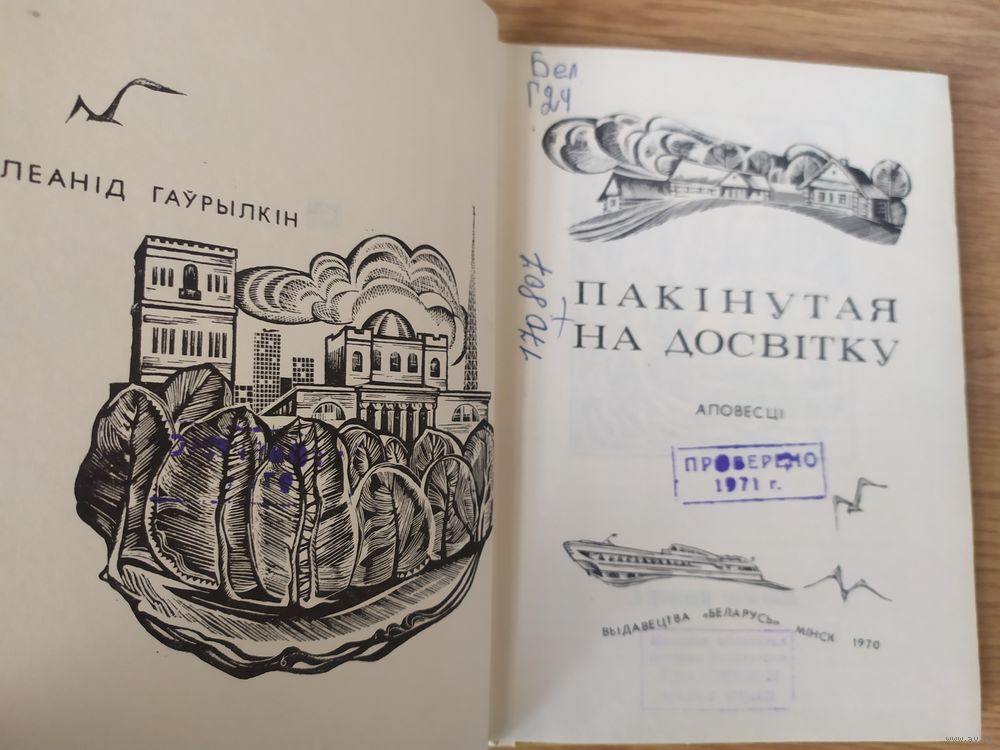 ЛЕАНІД ГАЎРЫЛКІН
Бел
Г24
170807
ПАКІНУТАЯ
НА ДОСВІТКУ
АПОВЕСЦІ
ПРОВЕРЕНО
1971 г.
ВЫДАВЕЦТВА «БЕЛАРУСЬ» МІНСК 1970